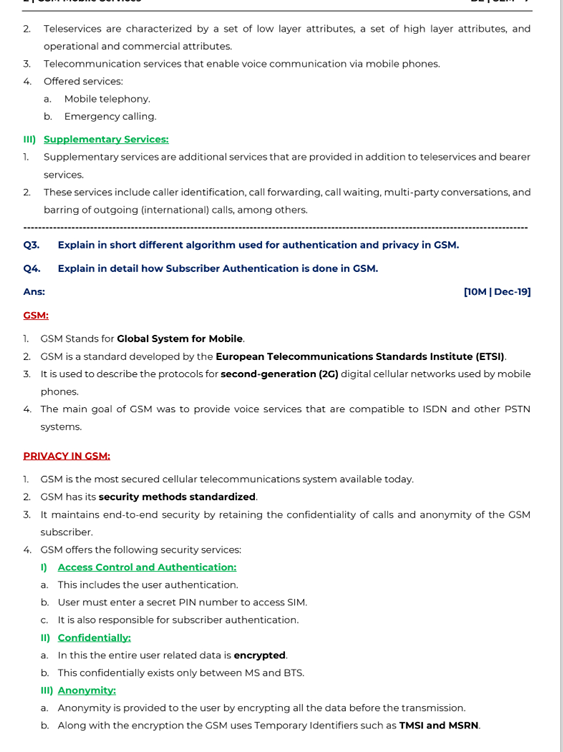 2. Teleservices are characterized by a set of low layer attributes, a set of high layer attributes, and
operational and commercial attributes.
3. Telecommunication services that enable voice communication via mobile phones.
4. Offered services:
a. Mobile telephony.
b. Emergency calling.
III) Supplementary Services:
1. Supplementary services are additional services that are provided in addition to teleservices and bearer
services.
2. These services include caller identification, call forwarding, call waiting, multi-party conversations, and
barring of outgoing (international) calls, among others.
Q3. Explain in short different algorithm used for authentication and privacy in GSM.
Q4. Explain in detail how Subscriber Authentication is done in GSM.
Ans: [10M | Dec-19]
GSM:
1. GSM Stands for Global System for Mobile.
2. GSM is a standard developed by the European Telecommunications Standards Institute (ETSI).
3. It is used to describe the protocols for second-generation (2G) digital cellular networks used by mobile
phones.
4. The main goal of GSM was to provide voice services that are compatible to ISDN and other PSTN
systems.
PRIVACY IN GSM:
1. GSM is the most secured cellular telecommunications system available today.
2. GSM has its security methods standardized.
3. It maintains end-to-end security by retaining the confidentiality of calls and anonymity of the GSM
subscriber.
4. GSM offers the following security services:
I) Access Control and Authentication:
a. This includes the user authentication.
b. User must enter a secret PIN number to access SIM.
c. It is also responsible for subscriber authentication.
II) Confidentially:
a. In this the entire user related data is encrypted.
b. This confidentially exists only between MS and BTS.
III) Anonymity:
a. Anonymity is provided to the user by encrypting all the data before the transmission.
b. Along with the encryption the GSM uses Temporary Identifiers such as TMSI and MSRN.